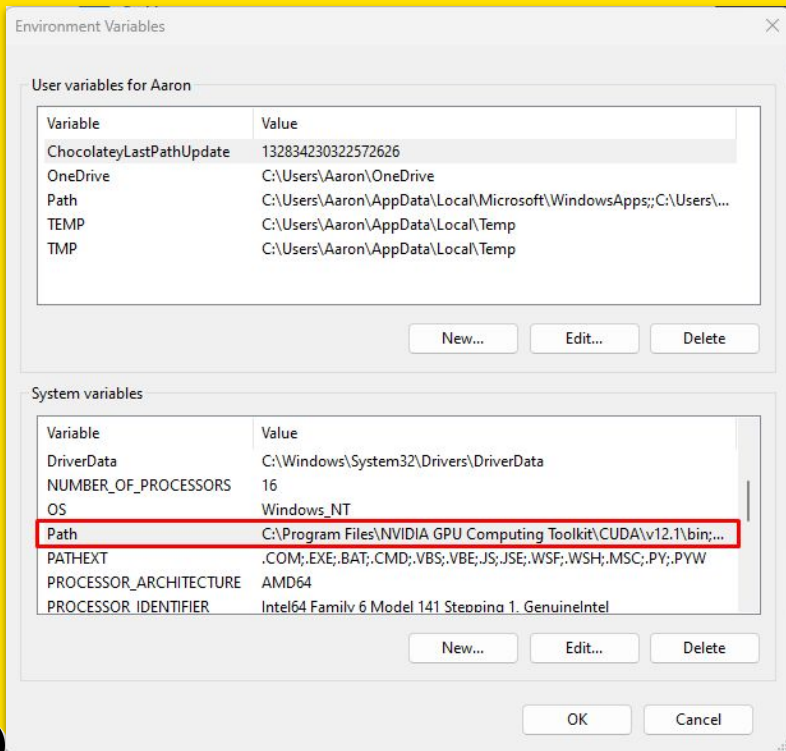 Environment Variables
User variables for Aaron
Variable Value
ChocolateyLastPathUpdate 132834230322572626
OneDrive C:\Users\Aaron\OneDrive
Path C:\Users\Aaron\AppData\Local\Microsoft\WindowsApps;;C:\Users\...
TEMP C:\Users\Aaron\AppData\Local\Temp
TMP C:\Users\Aaron\AppData\Local\Temp
New... Edit... Delete
System variables
Variable Value
DriverData C:\Windows\System32\Drivers\DriverData
NUMBER_OF_PROCESSORS 16
OS Windows_NT
Path C:\Program Files\NVIDIA GPU Computing Toolkit\CUDA\v12.1\bin;...
PATHEXT .COM;.EXE;.BAT;.CMD;.VBS;.VBE;.JS;.JSE;.WSF;.WSH;.MSC;.PY;.PYW
PROCESSOR_ARCHITECTURE AMD64
PROCESSOR_IDENTIFIER Intel64 Family 6 Model 141 Stepping 1, GenuineIntel
New... Edit... Delete
OK Cancel